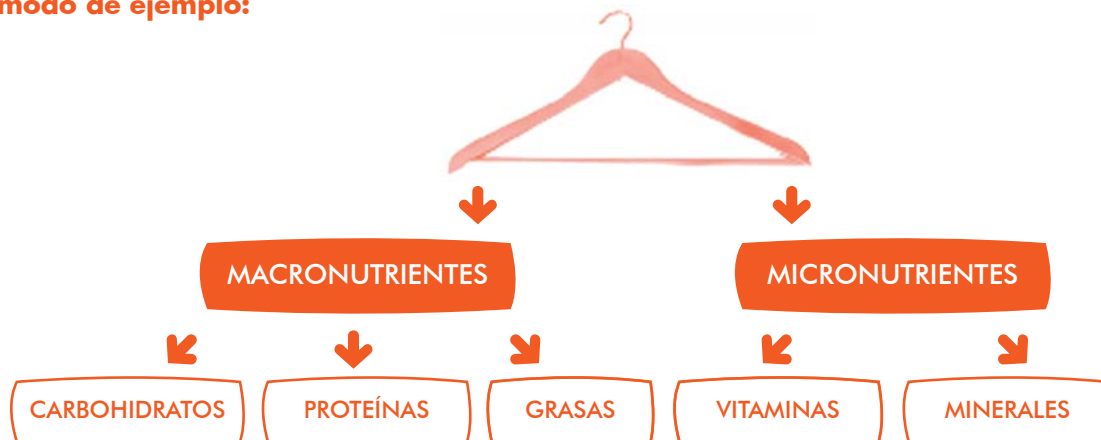 modo de ejemplo:
MACRONUTRIENTES
MICRONUTRIENTES
CARBOHIDRATOS
PROTEÍNAS
GRASAS
VITAMINAS
MINERALES